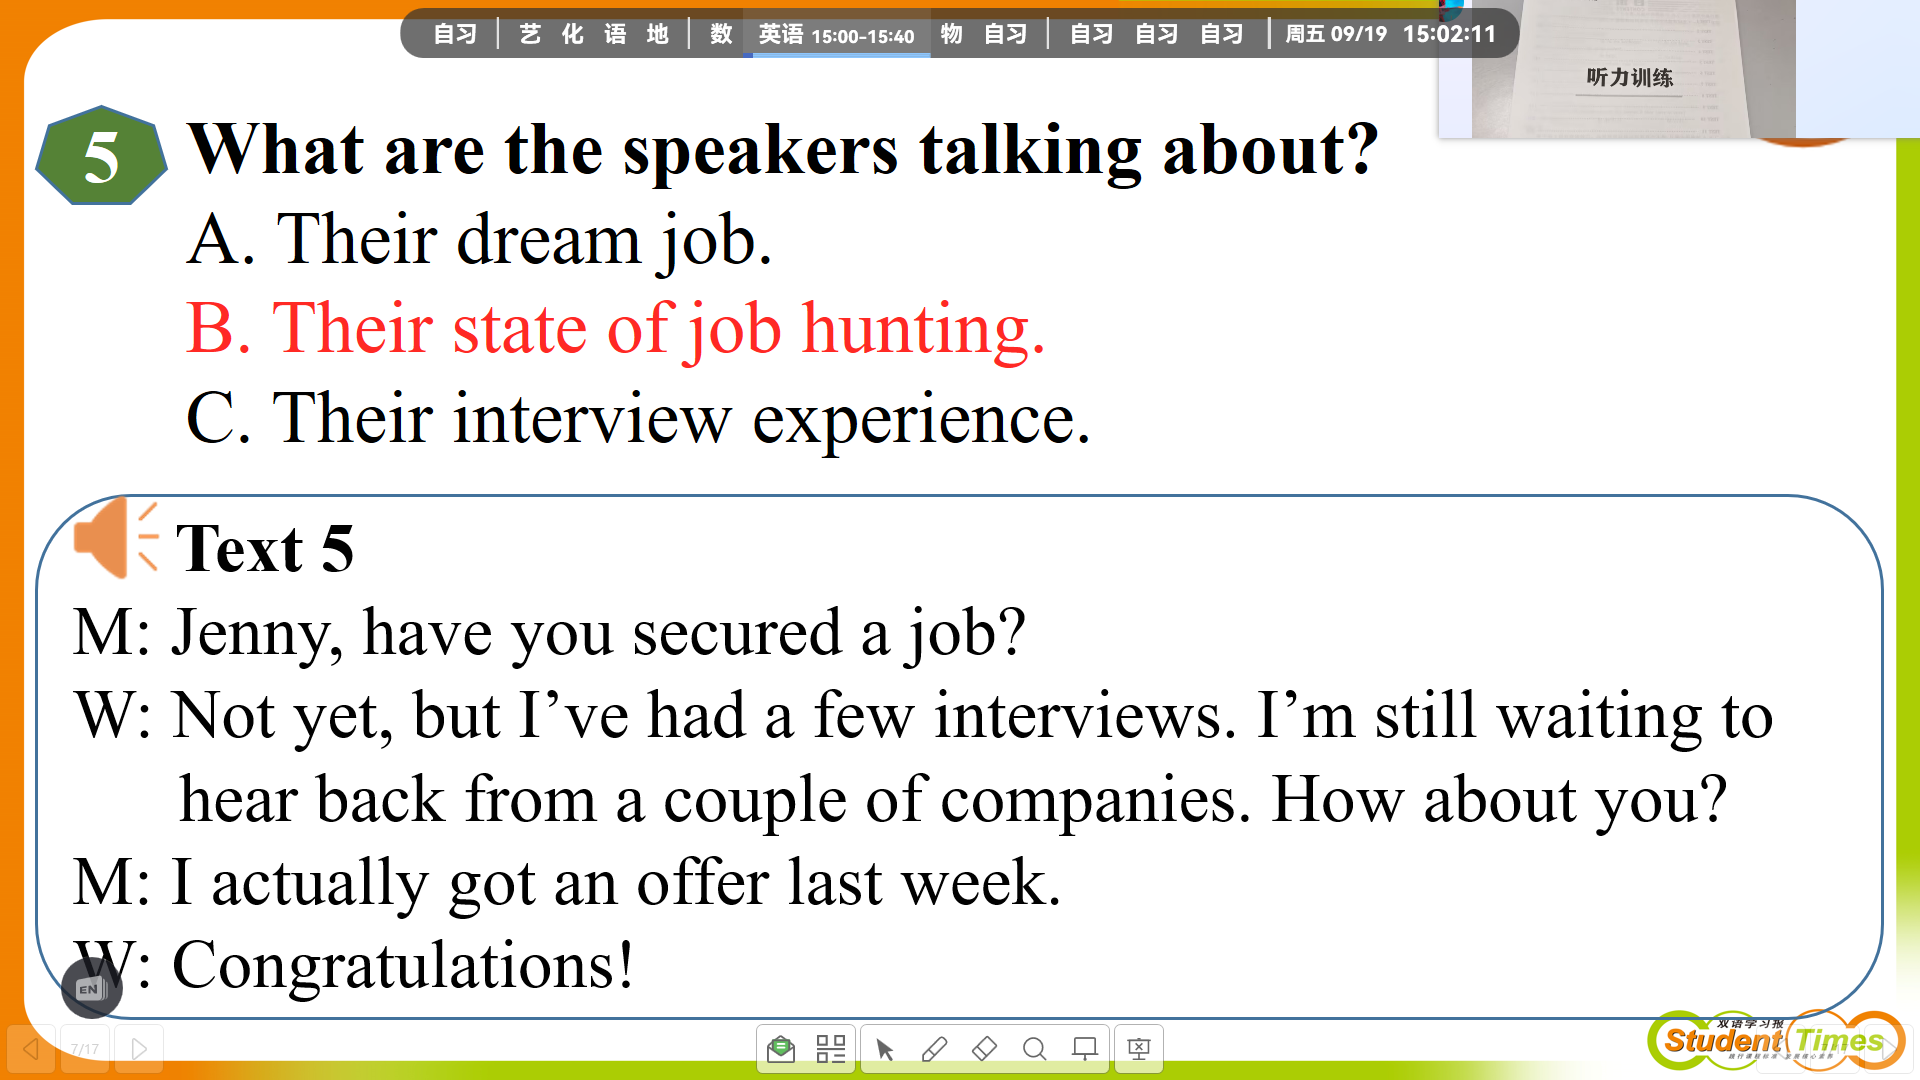 自习 | 艺 化 语 地 | 数 英语 15:00-15:40 物 自习 | 自习 自习 自习 | 周五 09/19 15:02:11
听力训练
5 What are the speakers talking about?
A. Their dream job.
B. Their state of job hunting.
C. Their interview experience.
Text 5
M: Jenny, have you secured a job?
W: Not yet, but I’ve had a few interviews. I’m still waiting to
hear back from a couple of companies. How about you?
M: I actually got an offer last week.
W: Congratulations!
EN
7/17
双语学习报
Student Times